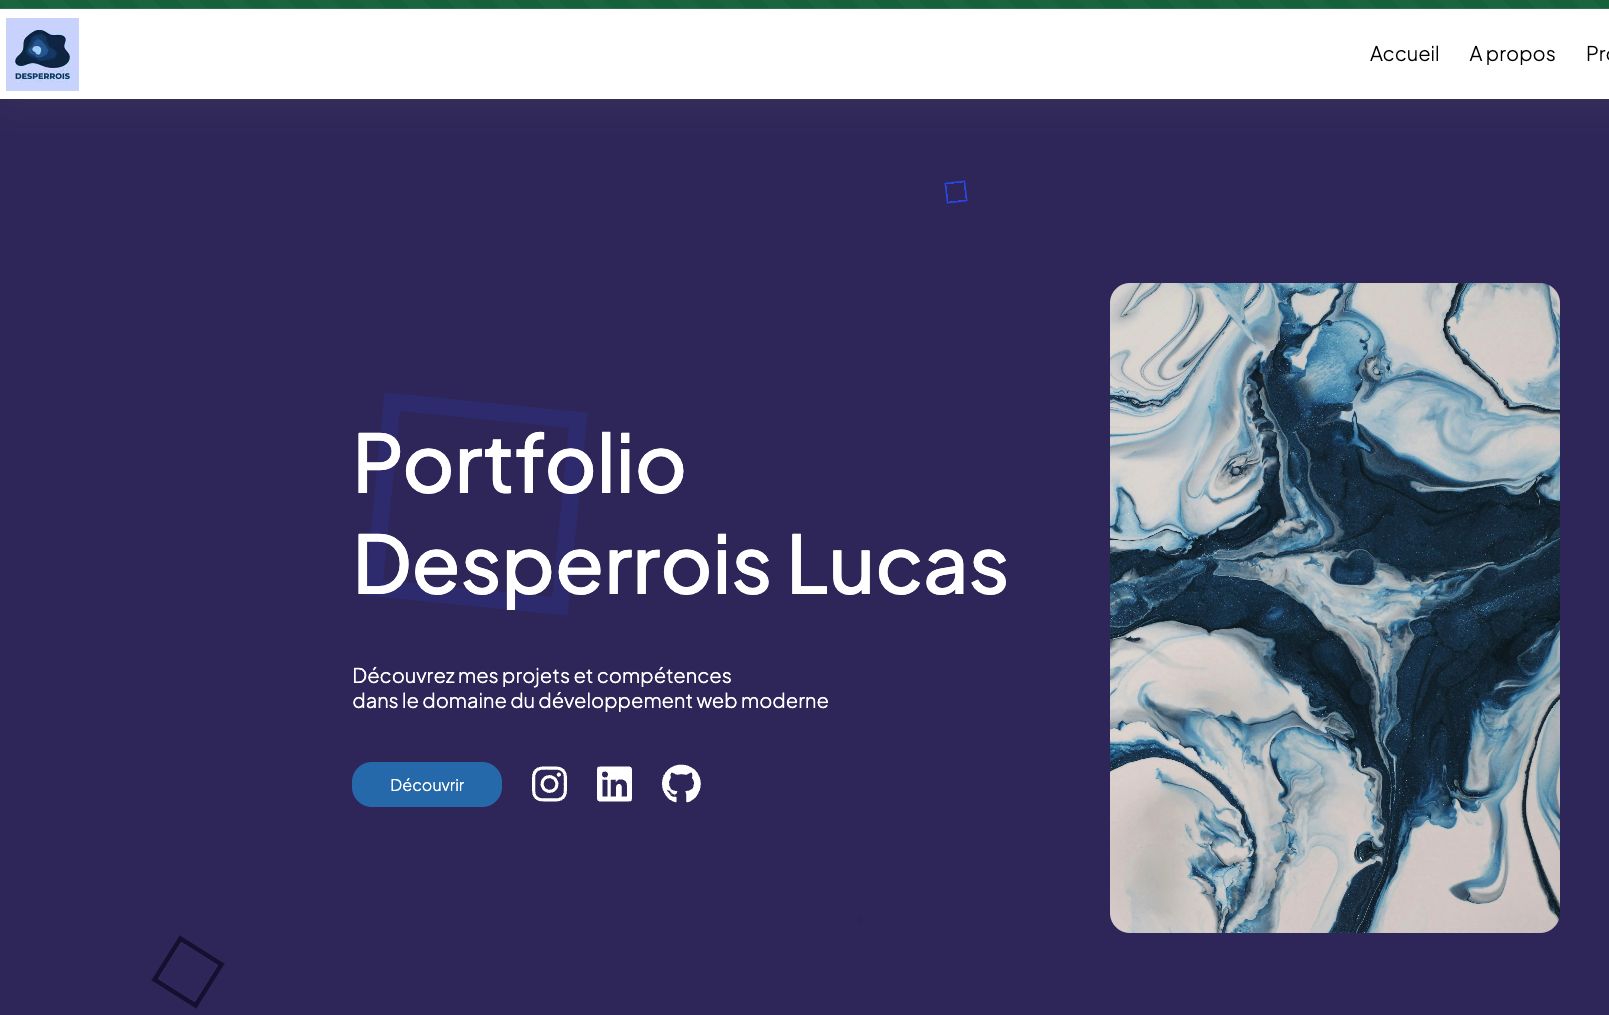 DESPERROIS
Accueil A propos
Portfolio
Desperrois Lucas
Découvrez mes projets et compétences
dans le domaine du développement web moderne
Découvrir